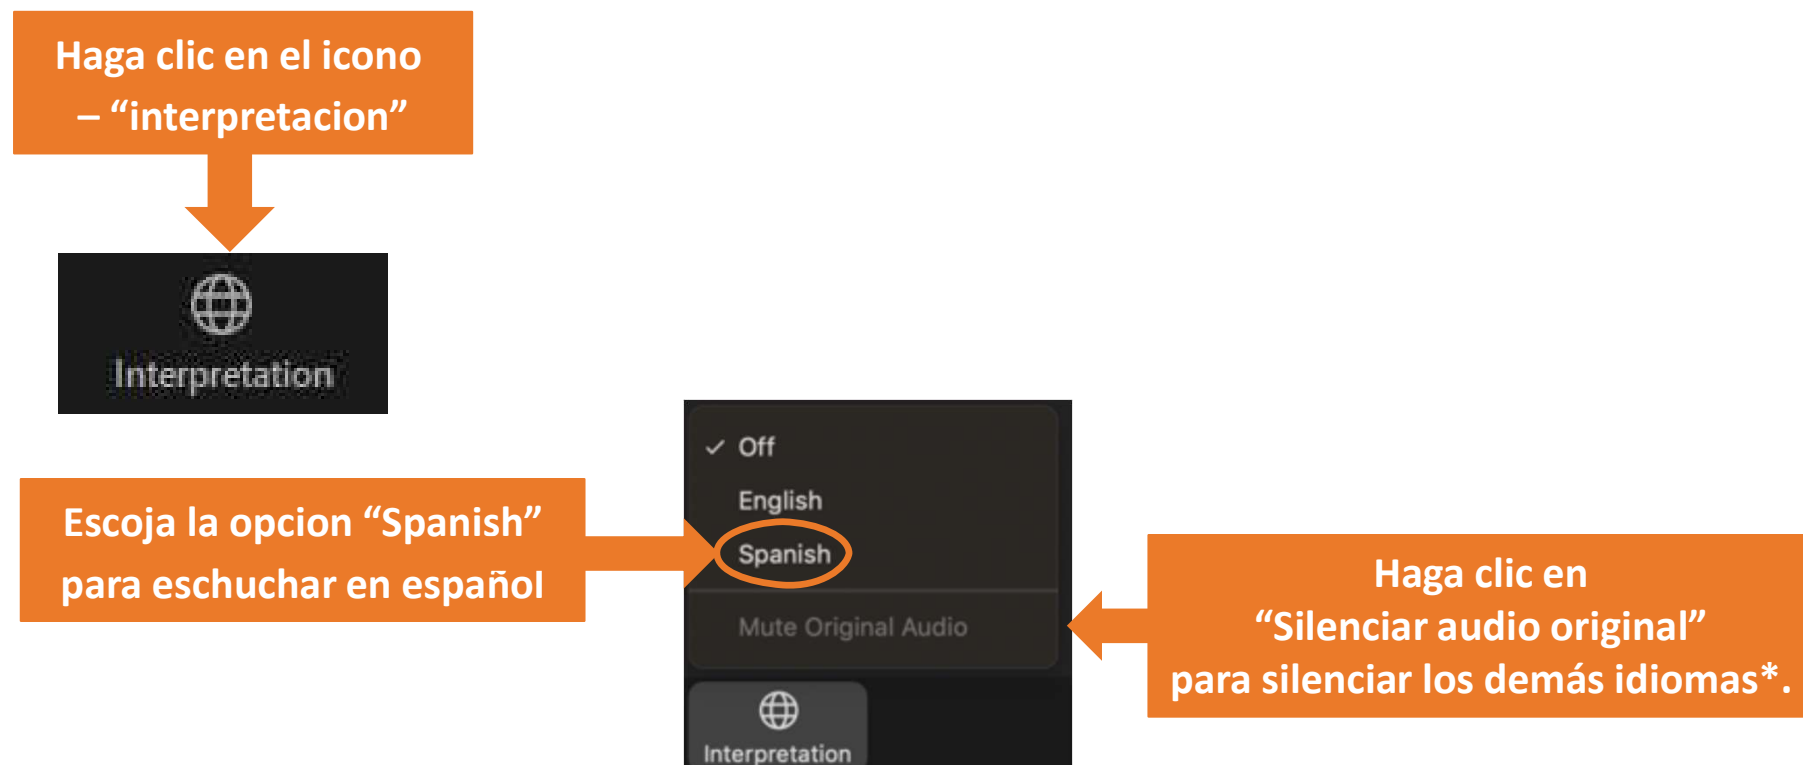 Haga clic en el icono
– “interpretacion”
Interpretation
Off
English
Spanish
Mute Original Audio
Interpretation
Escoja la opcion “Spanish”
para eschuchar en español
Haga clic en
“Silenciar audio original”
para silenciar los demás idiomas*.